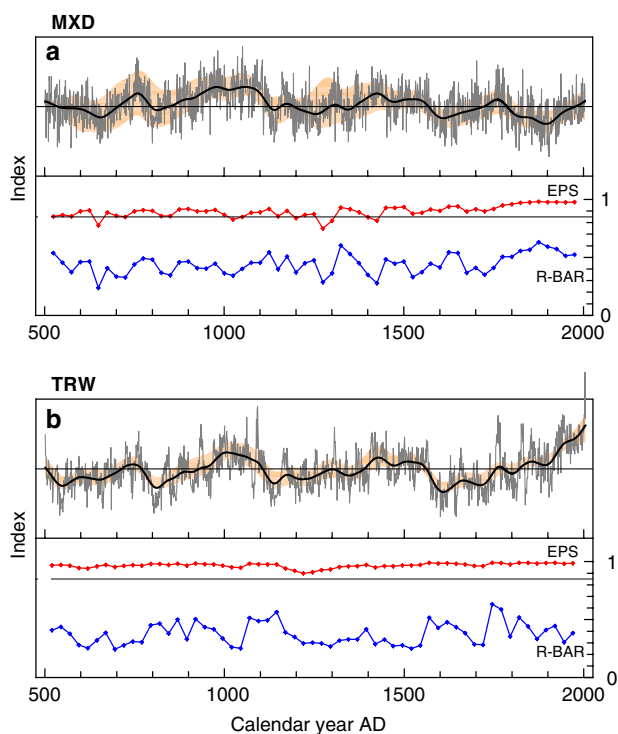 MXD
a
Index
EPS
1
R-BAR
0
500 1000 1500 2000
TRW
b
Index
EPS
1
R-BAR
0
500 1000 1500 2000
Calendar year AD